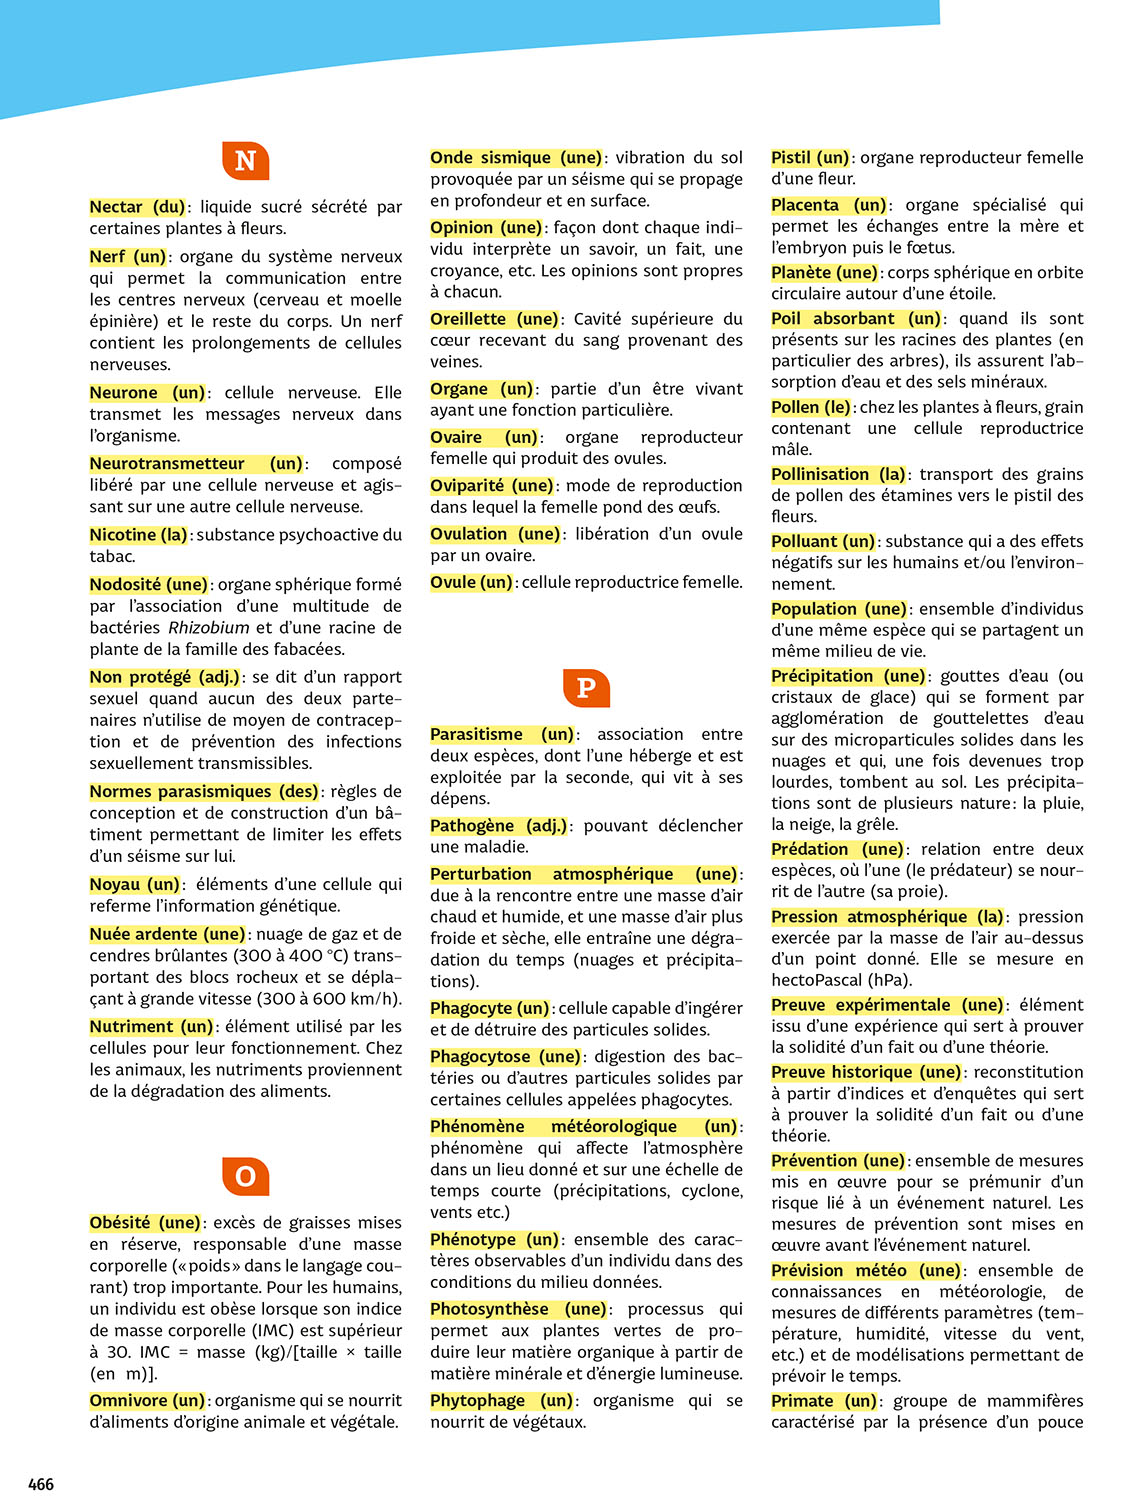 N
Nectar (du) : liquide sucré sécrété par
certaines plantes à fleurs.
Nerf (un) : organe du système nerveux
qui permet la communication entre
les centres nerveux (cerveau et moelle
épinière) et le reste du corps. Un nerf
contient les prolongements de cellules
nerveuses.
Neurone (un) : cellule nerveuse. Elle
transmet les messages nerveux dans
l'organisme.
Neurotransmetteur (un) : composé
libéré par une cellule nerveuse et agis-
sant sur une autre cellule nerveuse.
Nicotine (la) : substance psychoactive du
tabac.
Nodosité (une) : organe sphérique formé
par l'association d'une multitude de
bactéries Rhizobium et d'une racine de
plante de la famille des fabacées.
Non protégé (adj.) : se dit d'un rapport
sexuel quand aucun des deux parte-
naires n'utilise de moyen de contracep-
tion et de prévention des infections
sexuellement transmissibles.
Normes parasismiques (des) : règles de
conception et de construction d'un bâ-
timent permettant de limiter les effets
d'un séisme sur lui.
Noyau (un) : éléments d'une cellule qui
referme l'information génétique.
Nuée ardente (une) : nuage de gaz et de
cendres brûlantes (300 à 400 °C) trans-
portant des blocs rocheux et se dépla-
çant à grande vitesse (300 à 600 km/h).
Nutriment (un) : élément utilisé par les
cellules pour leur fonctionnement. Chez
les animaux, les nutriments proviennent
de la dégradation des aliments.
O
Obésité (une) : excès de graisses mises
en réserve, responsable d'une masse
corporelle (« poids » dans le langage cou-
rant) trop importante. Pour les humains,
un individu est obèse lorsque son indice
de masse corporelle (IMC) est supérieur
à 30. IMC = masse (kg)/[taille × taille
(en m)].
Omnivore (un) : organisme qui se nourrit
d'aliments d'origine animale et végétale.
Onde sismique (une) : vibration du sol
provoquée par un séisme qui se propage
en profondeur et en surface.
Opinion (une) : façon dont chaque indi-
vidu interprète un savoir, un fait, une
croyance, etc. Les opinions sont propres
à chacun.
Oreillette (une) : Cavité supérieure du
cœur recevant du sang provenant des
veines.
Organe (un) : partie d'un être vivant
ayant une fonction particulière.
Ovaire (un) : organe reproducteur
femelle qui produit des ovules.
Oviparité (une) : mode de reproduction
dans lequel la femelle pond des œufs.
Ovulation (une) : libération d'un ovule
par un ovaire.
Ovule (un) : cellule reproductrice femelle.
P
Parasitisme (un) : association entre
deux espèces, dont l'une héberge et est
exploitée par la seconde, qui vit à ses
dépens.
Pathogène (adj.) : pouvant déclencher
une maladie.
Perturbation atmosphérique (une) :
due à la rencontre entre une masse d'air
chaud et humide, et une masse d'air plus
froide et sèche, elle entraîne une dégra-
dation du temps (nuages et précipita-
tions).
Phagocyte (un) : cellule capable d'ingérer
et de détruire des particules solides.
Phagocytose (une) : digestion des bac-
téries ou d'autres particules solides par
certaines cellules appelées phagocytes.
Phénomène météorologique (un) :
phénomène qui affecte l'atmosphère
dans un lieu donné et sur une échelle de
temps courte (précipitations, cyclone,
vents etc.)
Phénotype (un) : ensemble des carac-
tères observables d'un individu dans des
conditions du milieu données.
Photosynthèse (une) : processus qui
permet aux plantes vertes de pro-
duire leur matière organique à partir de
matière minérale et d'énergie lumineuse.
Phytophage (un) : organisme qui se
nourrit de végétaux.
Pistil (un) : organe reproducteur femelle
d'une fleur.
Placenta (un) : organe spécialisé qui
permet les échanges entre la mère et
l'embryon puis le fœtus.
Planète (une) : corps sphérique en orbite
circulaire autour d'une étoile.
Poil absorbant (un) : quand ils sont
présents sur les racines des plantes (en
particulier des arbres), ils assurent l'ab-
sorption d'eau et des sels minéraux.
Pollen (le) : chez les plantes à fleurs, grain
contenant une cellule reproductrice
mâle.
Pollinisation (la) : transport des grains
de pollen des étamines vers le pistil des
fleurs.
Polluant (un) : substance qui a des effets
négatifs sur les humains et/ou l'environ-
nement.
Population (une) : ensemble d'individus
d'une même espèce qui se partagent un
même milieu de vie.
Précipitation (une) : gouttes d'eau (ou
cristaux de glace) qui se forment par
agglomération de gouttelettes d'eau
sur des microparticules solides dans les
nuages et qui, une fois devenues trop
lourdes, tombent au sol. Les précipita-
tions sont de plusieurs nature : la pluie,
la neige, la grêle.
Prédation (une) : relation entre deux
espèces, où l'une (le prédateur) se nour-
rit de l'autre (sa proie).
Pression atmosphérique (la) : pression
exercée par la masse de l'air au-dessus
d'un point donné. Elle se mesure en
hectoPascal (hPa).
Preuve expérimentale (une) : élément
issu d'une expérience qui sert à prouver
la solidité d'un fait ou d'une théorie.
Preuve historique (une) : reconstitution
à partir d'indices et d'enquêtes qui sert
à prouver la solidité d'un fait ou d'une
théorie.
Prévention (une) : ensemble de mesures
mis en œuvre pour se prémunir d'un
risque lié à un événement naturel. Les
mesures de prévention sont mises en
œuvre avant l'événement naturel.
Prévision météo (une) : ensemble de
connaissances en météorologie, de
mesures de différents paramètres (tem-
pérature, humidité, vitesse du vent,
etc.) et de modélisations permettant de
prévoir le temps.
Primate (un) : groupe de mammifères
caractérisé par la présence d'un pouce
466